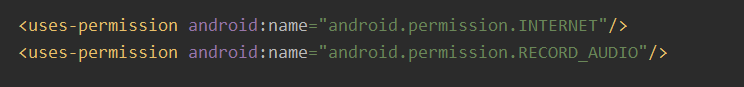 <uses-permission android:name="android.permission.INTERNET"/>
<uses-permission android:name="android.permission.RECORD_AUDIO"/>